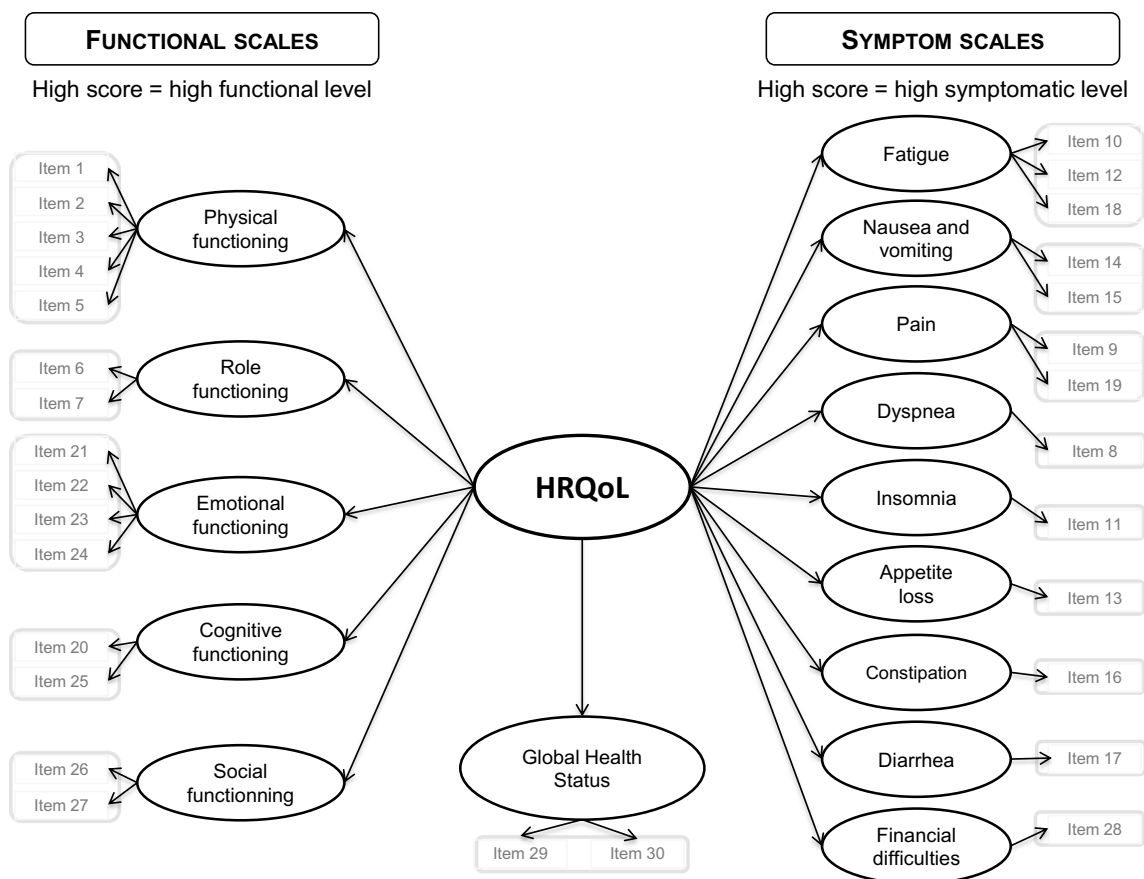 FUNCTIONAL SCALES
High score = high functional level
Item 1
Item 2
Item 3
Item 4
Item 5
Physical
functioning
Item 6
Item 7
Role
functioning
Item 21
Item 22
Item 23
Item 24
Emotional
functioning
Item 20
Item 25
Cognitive
functioning
Item 26
Item 27
Social
functionning
HRQoL
Global Health
Status
Item 29
Item 30
SYMPTOM SCALES
High score = high symptomatic level
Fatigue
Item 10
Item 12
Item 18
Nausea and
vomiting
Item 14
Item 15
Pain
Item 9
Item 19
Dyspnea
Item 8
Insomnia
Item 11
Appetite
loss
Item 13
Constipation
Item 16
Diarrhea
Item 17
Financial
difficulties
Item 28